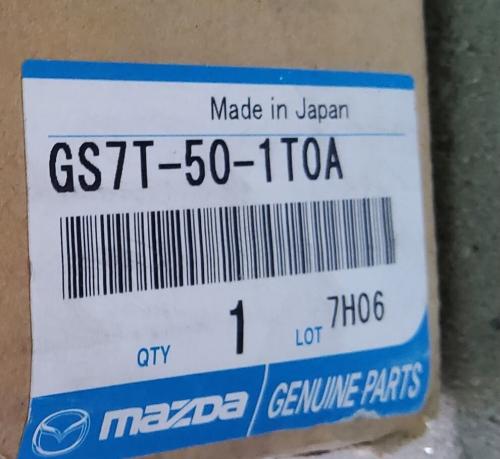 Made in Japan
GS7T-50-1T0A
QTY 1 LOT 7H06
mazda GENUINE PARTS